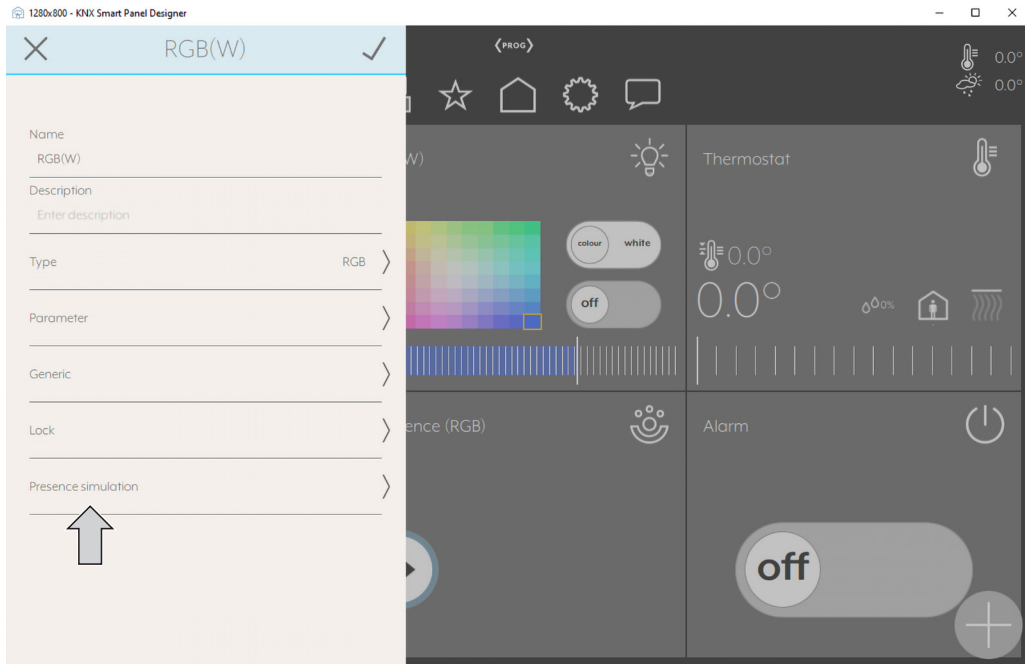 1280x800 - KNX Smart Panel Designer
RGB(W)
Name
RGB(W)
Description
Enter description
Type RGB
Parameter
Generic
Lock
Presence simulation
PROG
0.0°
0.0°
W)
colour white
off
Thermostat
0.0°
0.0°
0%
ence (RGB)
Alarm
off